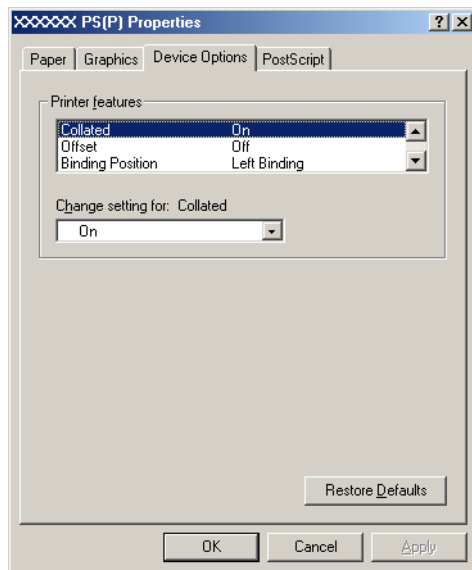 XXXXXX PS(P) Properties
Paper Graphics Device Options PostScript
Printer features
Collated On
Offset Off
Binding Position Left Binding
Change setting for: Collated
On
Restore Defaults
OK Cancel Apply